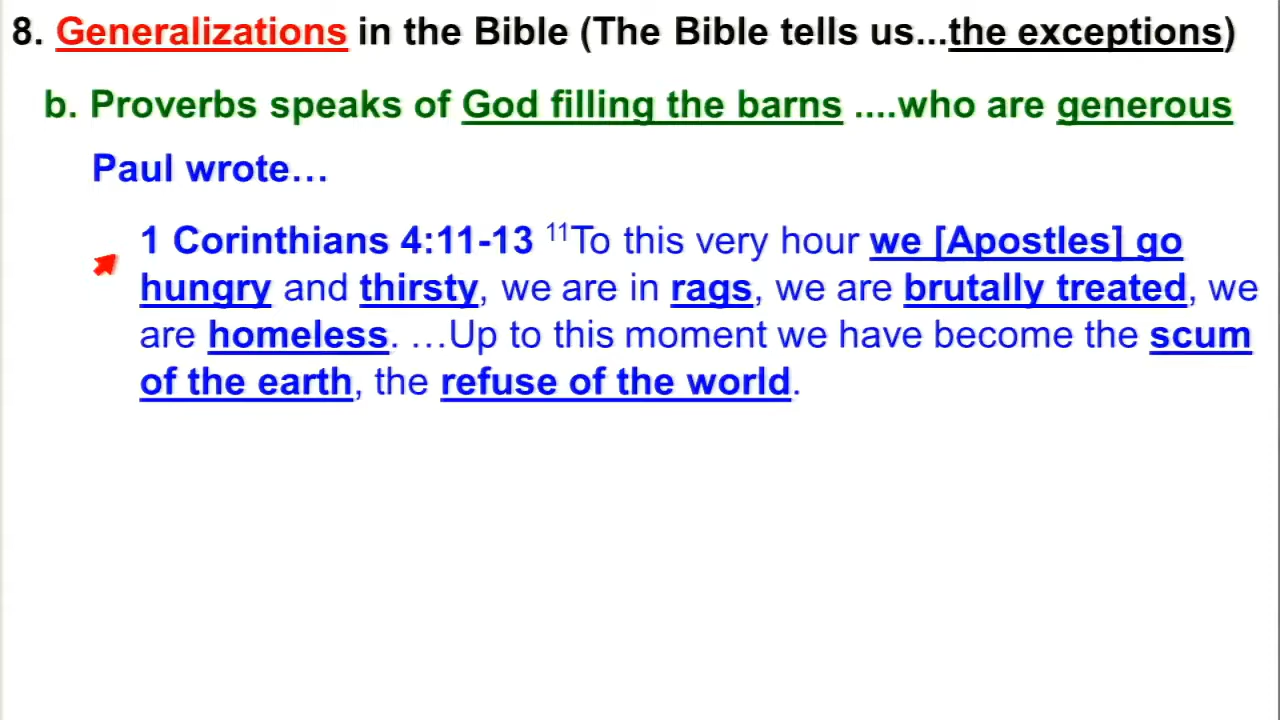 8. Generalizations in the Bible (The Bible tells us...the exceptions)
b. Proverbs speaks of God filling the barns ....who are generous
Paul wrote…
1 Corinthians 4:11-13 ¹¹To this very hour we [Apostles] go
hungry and thirsty, we are in rags, we are brutally treated, we
are homeless. …Up to this moment we have become the scum
of the earth, the refuse of the world.